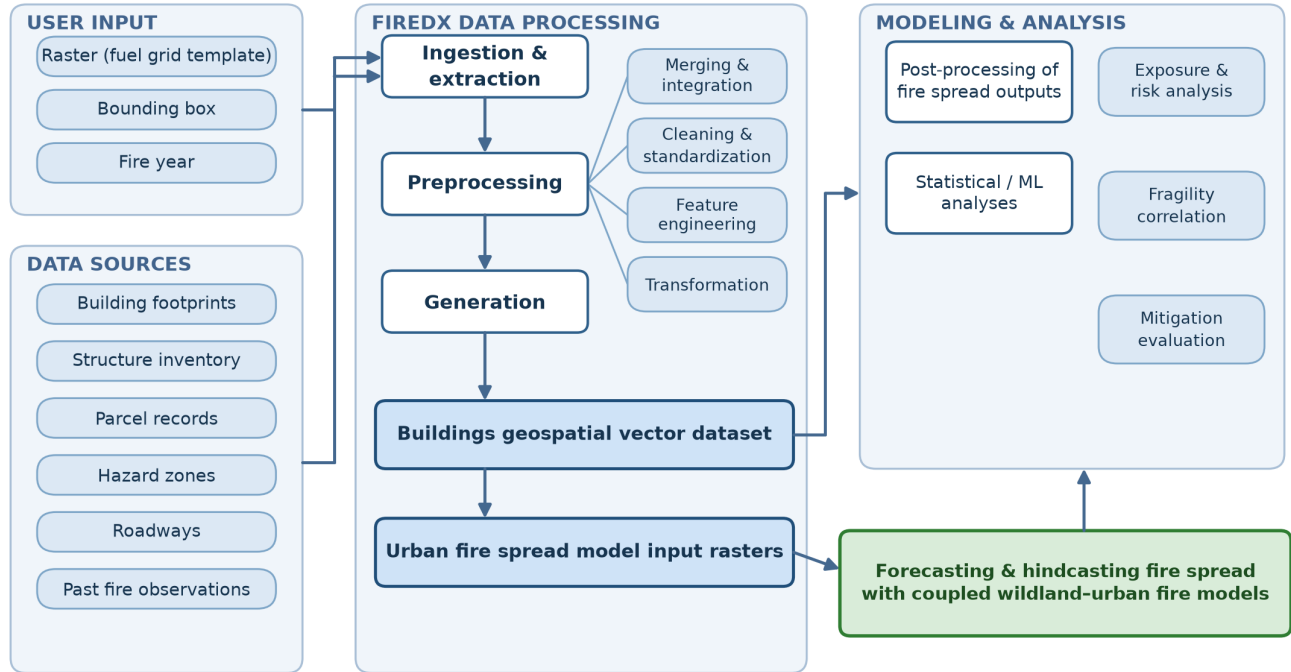 USER INPUT
Raster (fuel grid template)
Bounding box
Fire year
DATA SOURCES
Building footprints
Structure inventory
Parcel records
Hazard zones
Roadways
Past fire observations
FIREDX DATA PROCESSING
Ingestion &
extraction
Preprocessing
Generation
Merging &
integration
Cleaning &
standardization
Feature
engineering
Transformation
Buildings geospatial vector dataset
Urban fire spread model input rasters
MODELING & ANALYSIS
Post-processing of
fire spread outputs
Statistical / ML
analyses
Exposure &
risk analysis
Fragility
correlation
Mitigation
evaluation
Forecasting & hindcasting fire spread
with coupled wildland–urban fire models